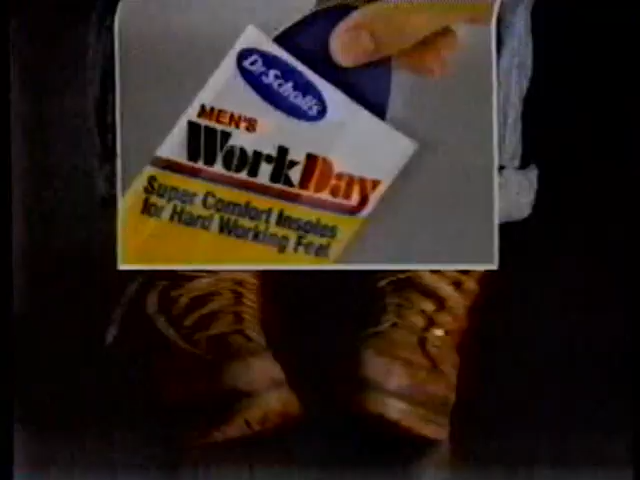 Dr Scholl's
MEN'S
WorkDay
Super Comfort Insoles
for Hard Working Feet